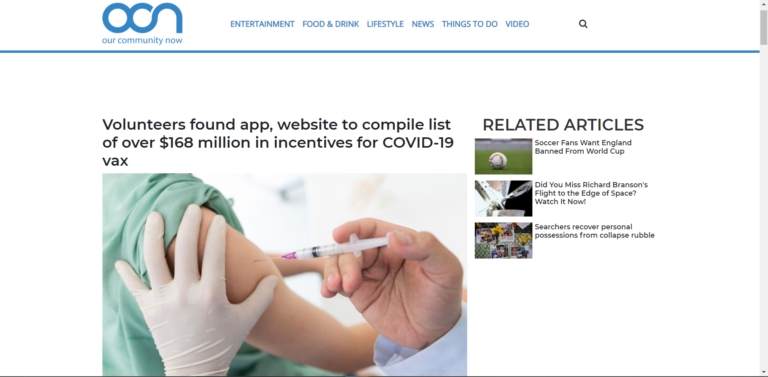 ocn
our community now
ENTERTAINMENT FOOD & DRINK LIFESTYLE NEWS THINGS TO DO VIDEO
Volunteers found app, website to compile list
of over $168 million in incentives for COVID-19
vax
RELATED ARTICLES
Soccer Fans Want England
Banned From World Cup
Did You Miss Richard Branson's
Flight to the Edge of Space?
Watch It Now!
Searchers recover personal
possessions from collapse rubble